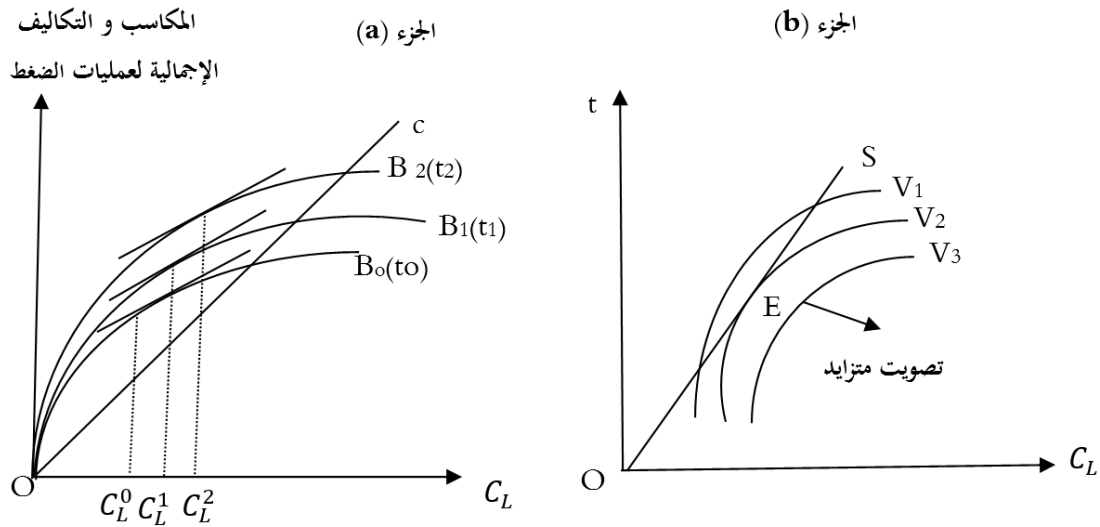 المكاسب و التكاليف
الإجمالية لعمليات الضغط
الجزء (a)
c
B 2(t2)
B1(t1)
Bo(to)
O
C_L^0 C_L^1 C_L^2
C_L
الجزء (b)
t
S
V1
V2
V3
E
تصويت متزايد
O
C_L